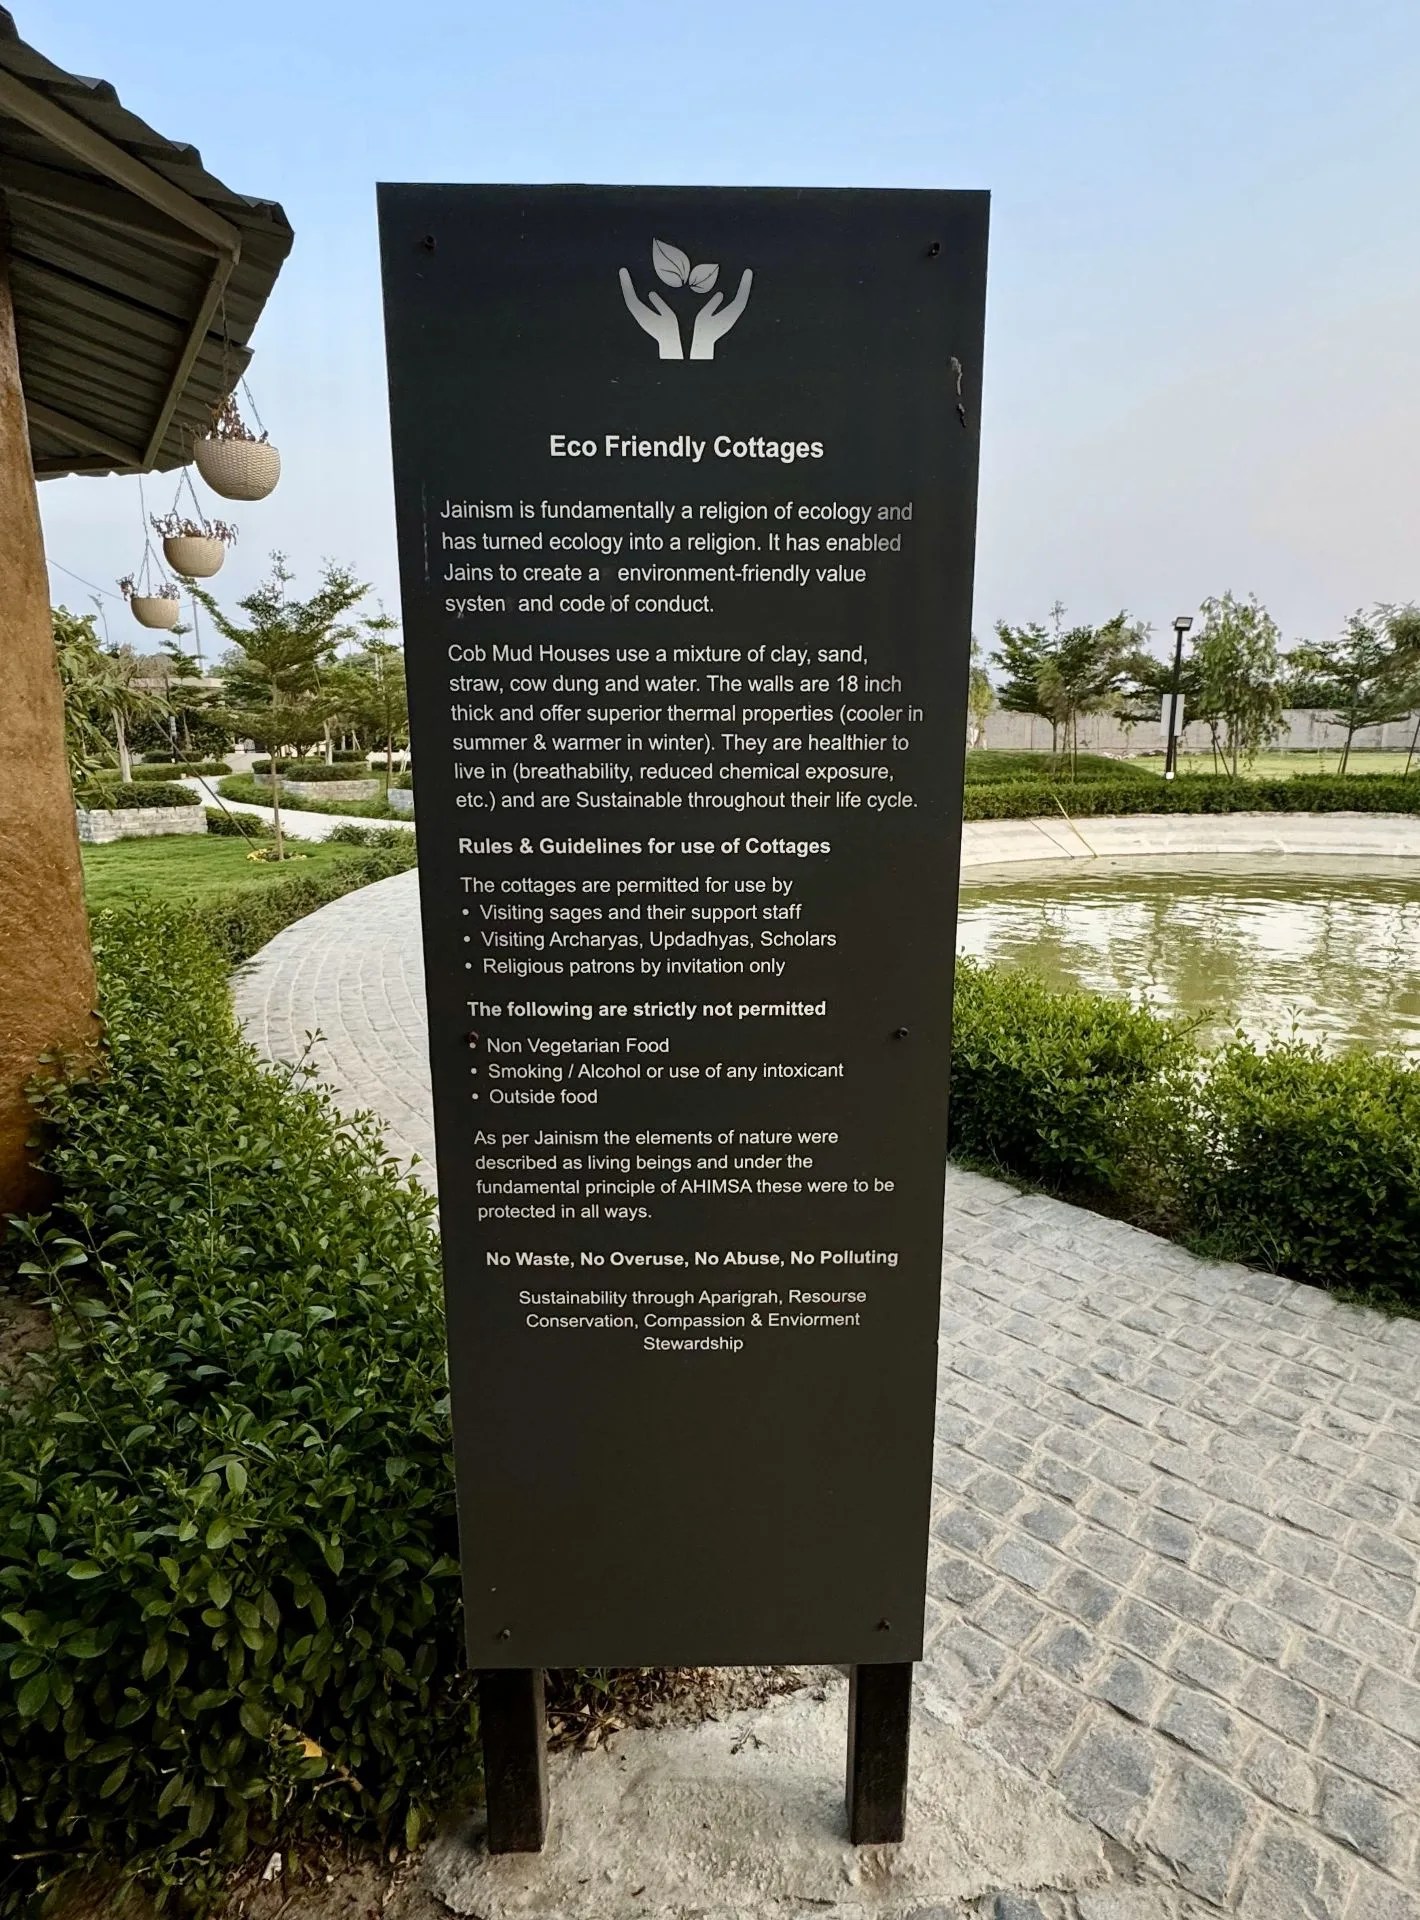 Eco Friendly Cottages
Jainism is fundamentally a religion of ecology and
has turned ecology into a religion. It has enabled
Jains to create a environment-friendly value
systen and code of conduct.
Cob Mud Houses use a mixture of clay, sand,
straw, cow dung and water. The walls are 18 inch
thick and offer superior thermal properties (cooler in
summer & warmer in winter). They are healthier to
live in (breathability, reduced chemical exposure,
etc.) and are Sustainable throughout their life cycle.
Rules & Guidelines for use of Cottages
The cottages are permitted for use by
• Visiting sages and their support staff
• Visiting Archaryas, Updadhyas, Scholars
• Religious patrons by invitation only
The following are strictly not permitted
• Non Vegetarian Food
• Smoking / Alcohol or use of any intoxicant
• Outside food
As per Jainism the elements of nature were
described as living beings and under the
fundamental principle of AHIMSA these were to be
protected in all ways.
No Waste, No Overuse, No Abuse, No Polluting
Sustainability through Aparigrah, Resourse
Conservation, Compassion & Enviorment
Stewardship